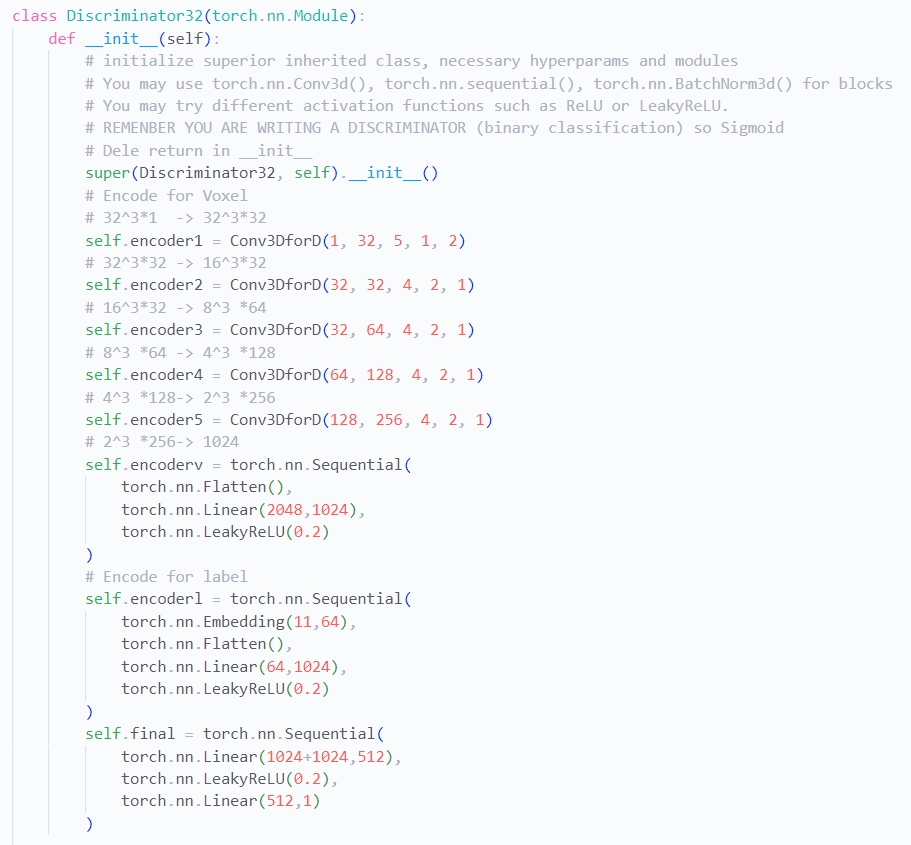 class Discriminator32(torch.nn.Module):
    def __init__(self):
        # initialize superior inherited class, necessary hyperparams and modules
        # You may use torch.nn.Conv3d(), torch.nn.sequential(), torch.nn.BatchNorm3d() for blocks
        # You may try different activation functions such as ReLU or LeakyReLU.
        # REMENBER YOU ARE WRITING A DISCRIMINATOR (binary classification) so Sigmoid
        # Dele return in __init__
        super(Discriminator32, self).__init__()
        # Encode for Voxel
        # 32^3*1  -> 32^3*32
        self.encoder1 = Conv3DforD(1, 32, 5, 1, 2)
        # 32^3*32 -> 16^3*32
        self.encoder2 = Conv3DforD(32, 32, 4, 2, 1)
        # 16^3*32 -> 8^3 *64
        self.encoder3 = Conv3DforD(32, 64, 4, 2, 1)
        # 8^3 *64 -> 4^3 *128
        self.encoder4 = Conv3DforD(64, 128, 4, 2, 1)
        # 4^3 *128-> 2^3 *256
        self.encoder5 = Conv3DforD(128, 256, 4, 2, 1)
        # 2^3 *256-> 1024
        self.encoderv = torch.nn.Sequential(
            torch.nn.Flatten(),
            torch.nn.Linear(2048,1024),
            torch.nn.LeakyReLU(0.2)
        )
        # Encode for label
        self.encoderl = torch.nn.Sequential(
            torch.nn.Embedding(11,64),
            torch.nn.Flatten(),
            torch.nn.Linear(64,1024),
            torch.nn.LeakyReLU(0.2)
        )
        self.final = torch.nn.Sequential(
            torch.nn.Linear(1024+1024,512),
            torch.nn.LeakyReLU(0.2),
            torch.nn.Linear(512,1)
        )